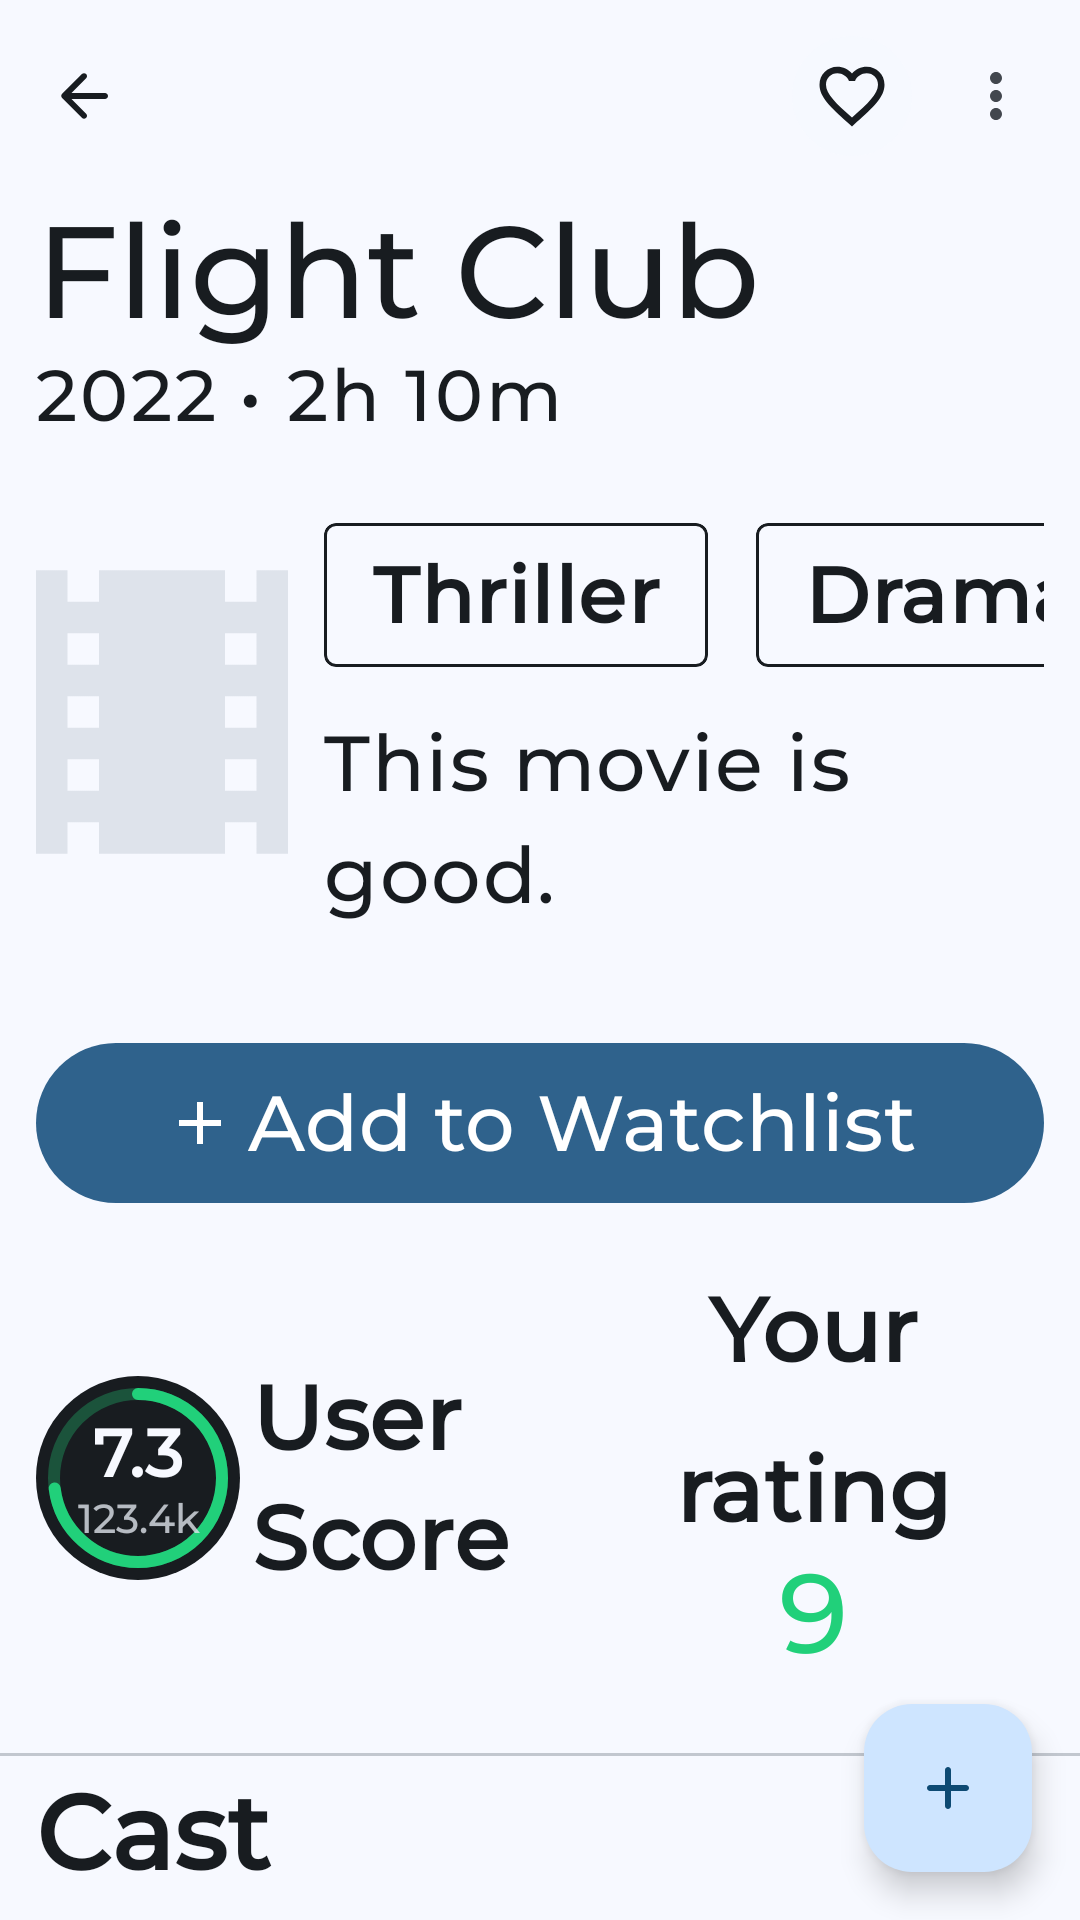 Flight Club
2022 • 2h 10m
Thriller
Drama
This movie is
good.
+ Add to Watchlist
7.3
123.4k
User
Score
Your
rating
9
Cast